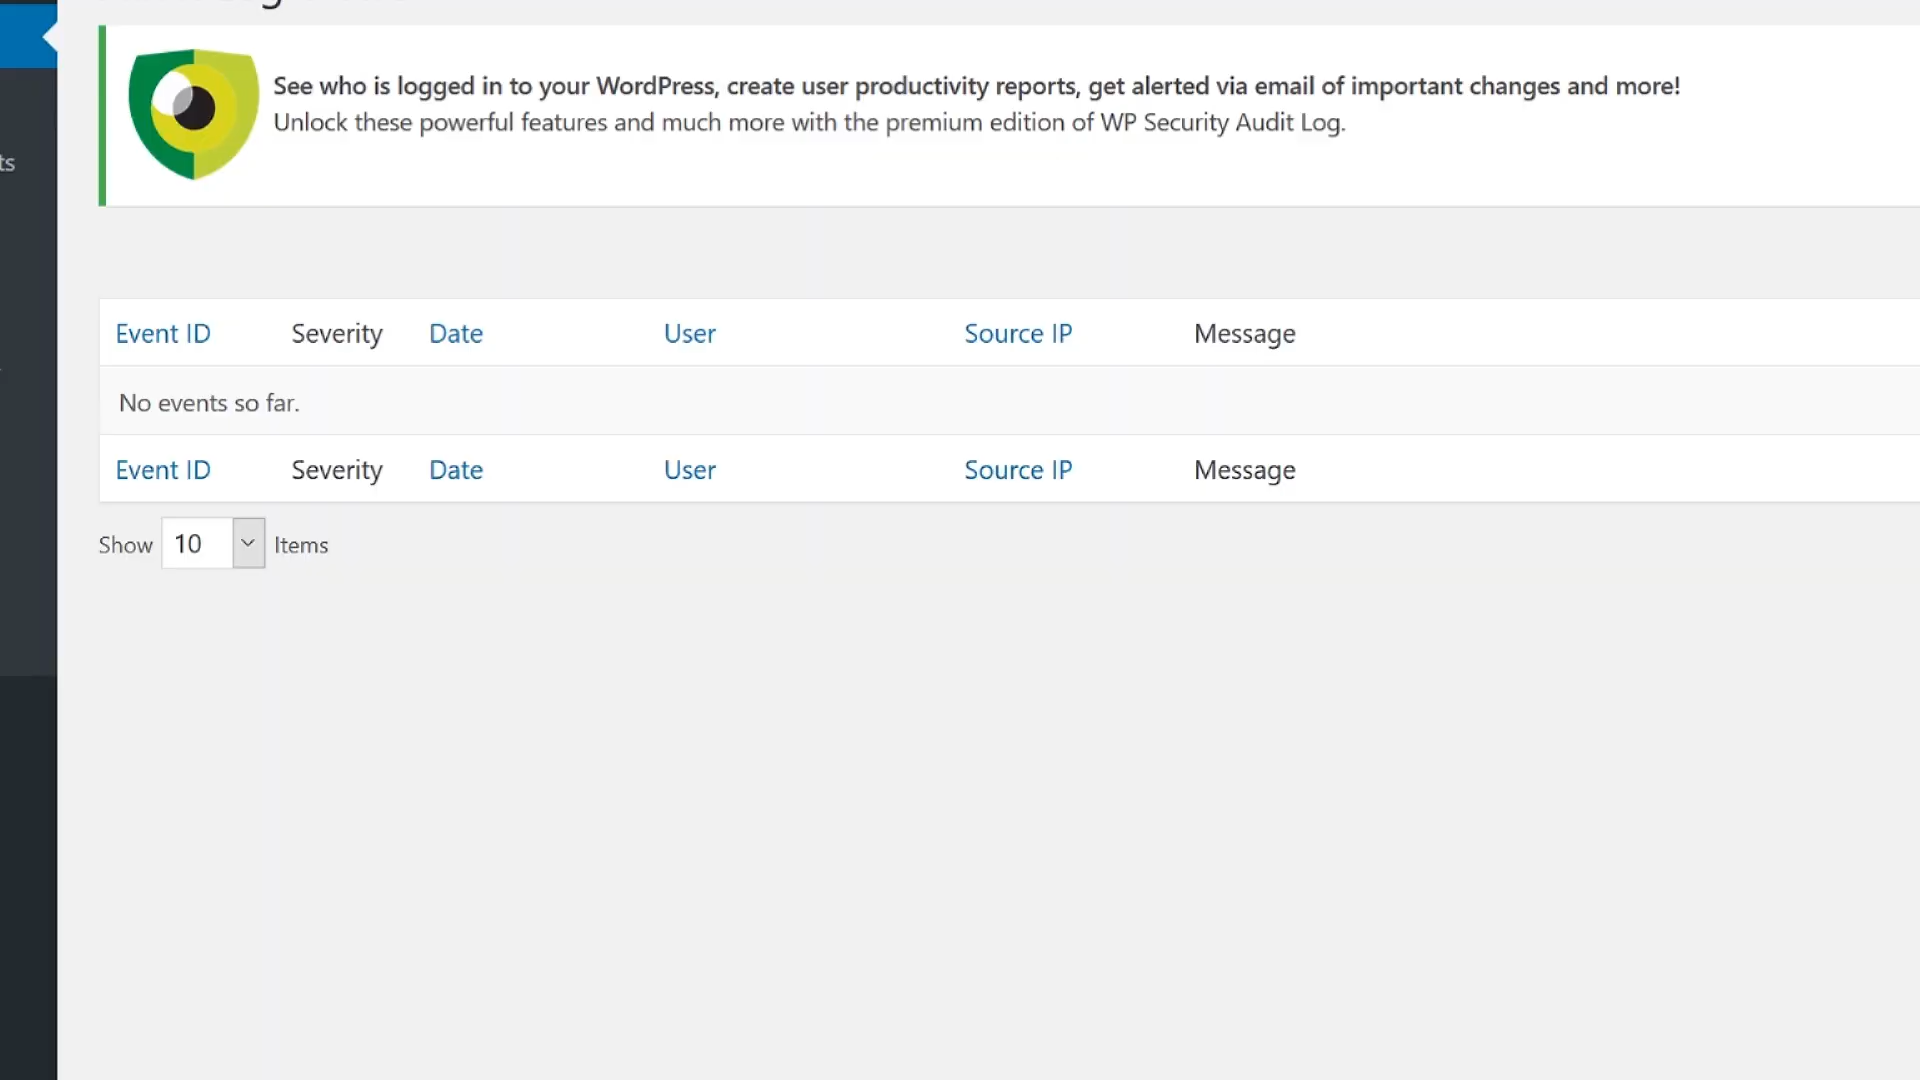 See who is logged in to your WordPress, create user productivity reports, get alerted via email of important changes and more!
Unlock these powerful features and much more with the premium edition of WP Security Audit Log.
ts
Event ID Severity Date User Source IP Message
No events so far.
Event ID Severity Date User Source IP Message
Show 10 Items